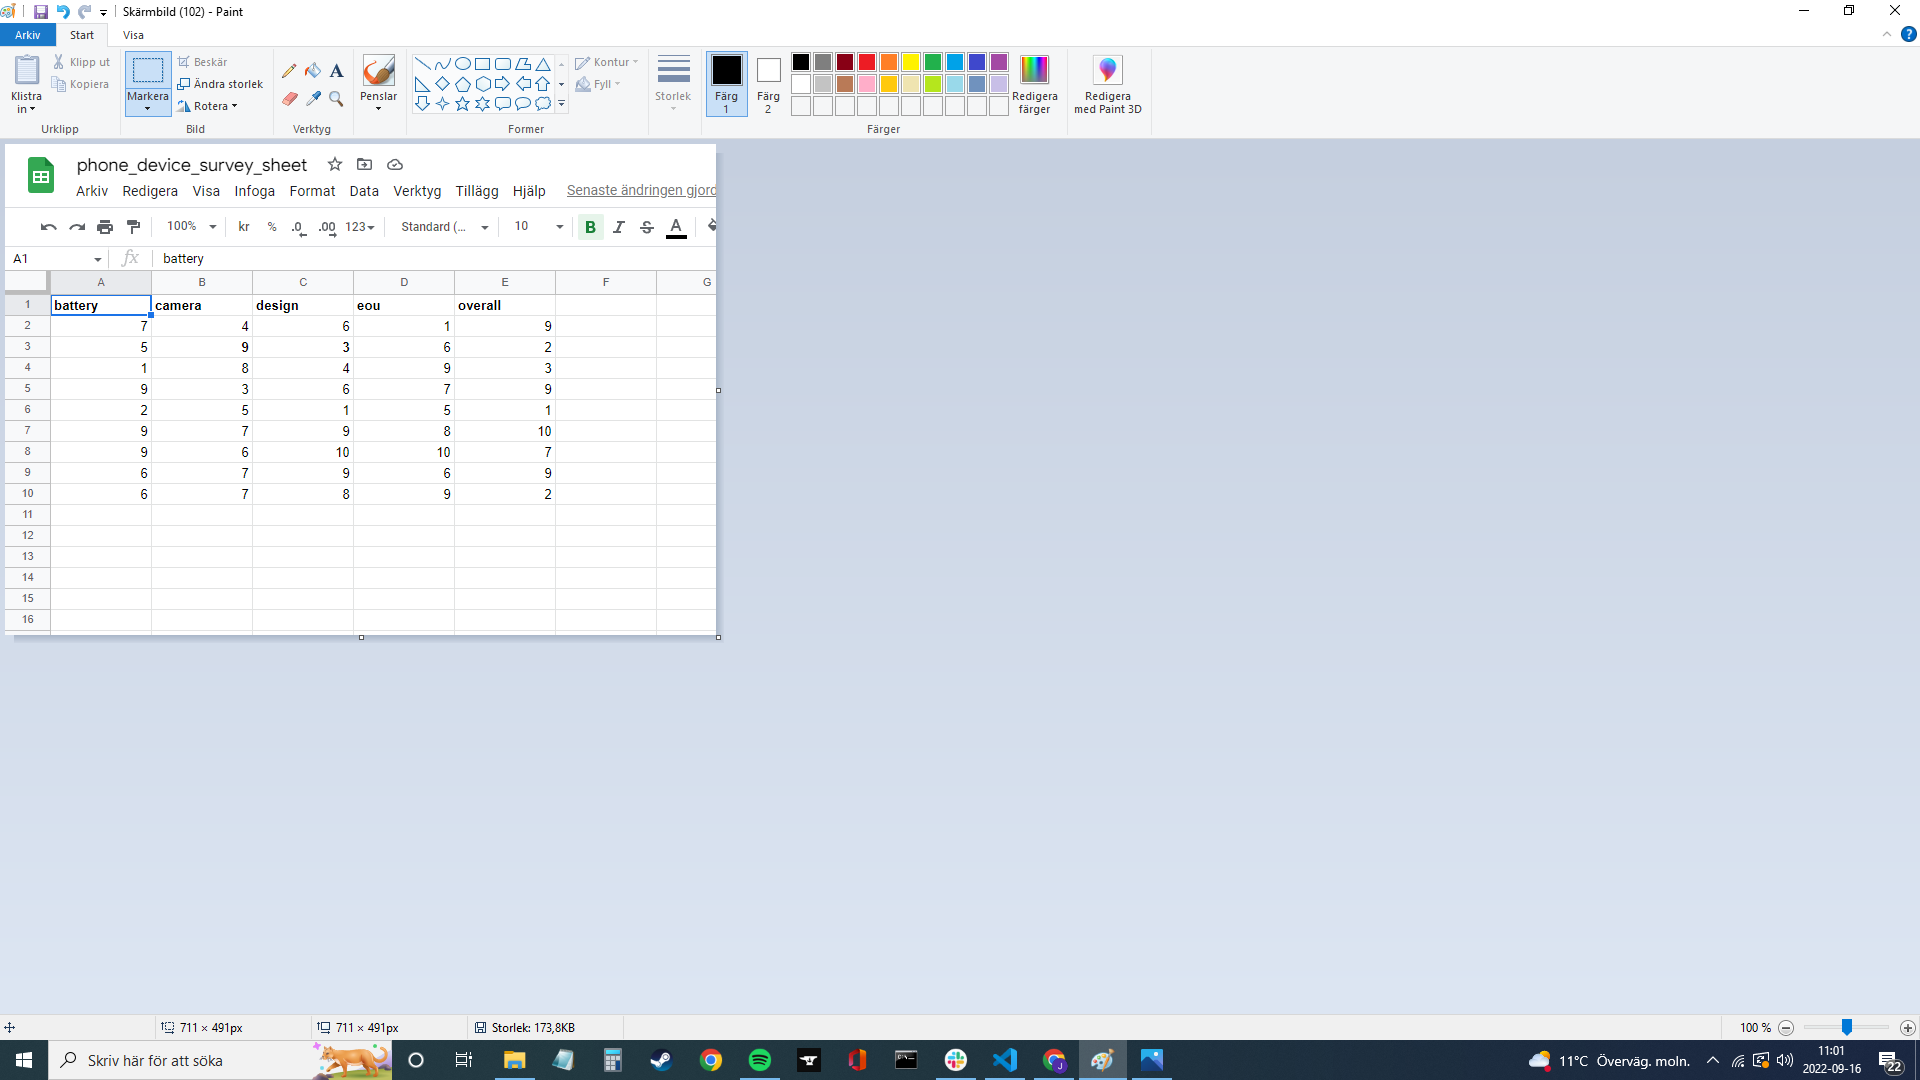 Skärmbild (102) - Paint
Arkiv Start Visa
Klistra in Klipp ut Kopiera
Urklipp
Markera Beskär Ändra storlek Rotera
Bild
Verktyg
Penslar
Former
Kontur Fyll
Storlek
Färg 1 Färg 2
Färger
Redigera färger
Redigera med Paint 3D
phone_device_survey_sheet
Arkiv Redigera Visa Infoga Format Data Verktyg Tillägg Hjälp Senaste ändringen gjord
100% kr % .0 .00 123 Standard (... 10 B I S A
A1 fx battery
A B C D E F G
1 battery camera design eou overall
2 7 4 6 1 9
3 5 9 3 6 2
4 1 8 4 9 3
5 9 3 6 7 9
6 2 5 1 5 1
7 9 7 9 8 10
8 9 6 10 10 7
9 6 7 9 6 9
10 6 7 8 9 2
11
12
13
14
15
16
711 × 491px 711 × 491px Storlek: 173,8KB 100 %
Skriv här för att söka 11°C Överväg. moln. 11:01
2022-09-16 22